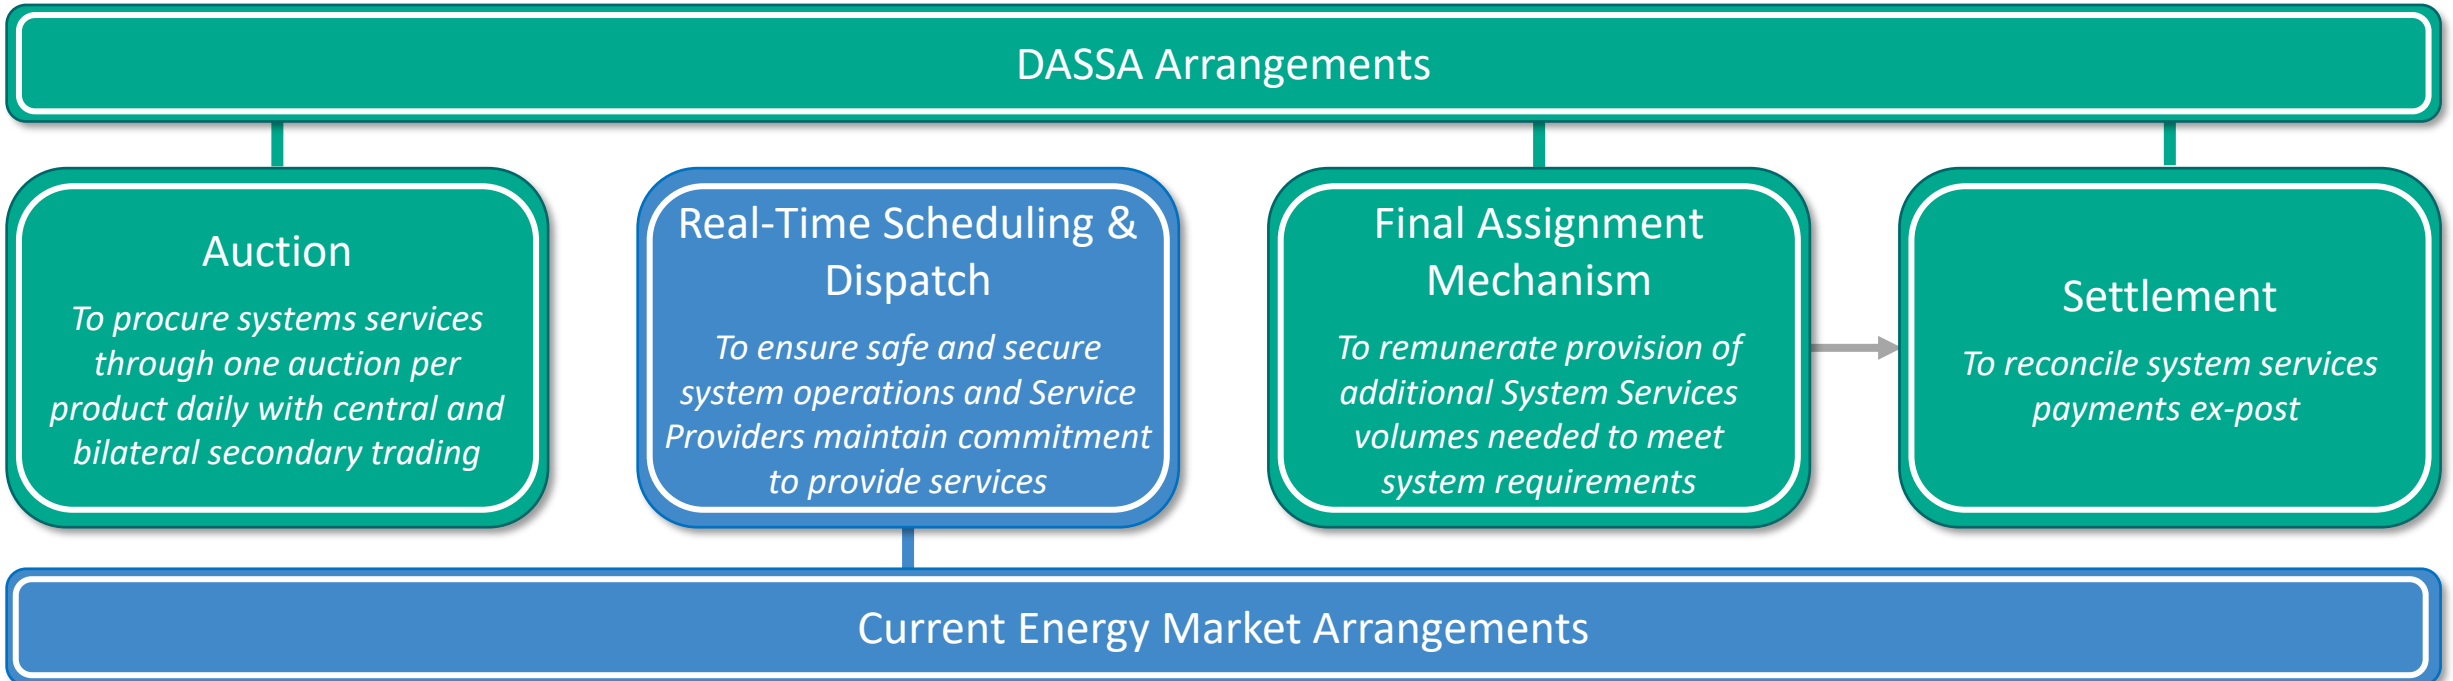 DASSA Arrangements
Auction
To procure systems services
through one auction per
product daily with central and
bilateral secondary trading
Real-Time Scheduling &
Dispatch
To ensure safe and secure
system operations and Service
Providers maintain commitment
to provide services
Final Assignment
Mechanism
To remunerate provision of
additional System Services
volumes needed to meet
system requirements
Settlement
To reconcile system services
payments ex-post
Current Energy Market Arrangements